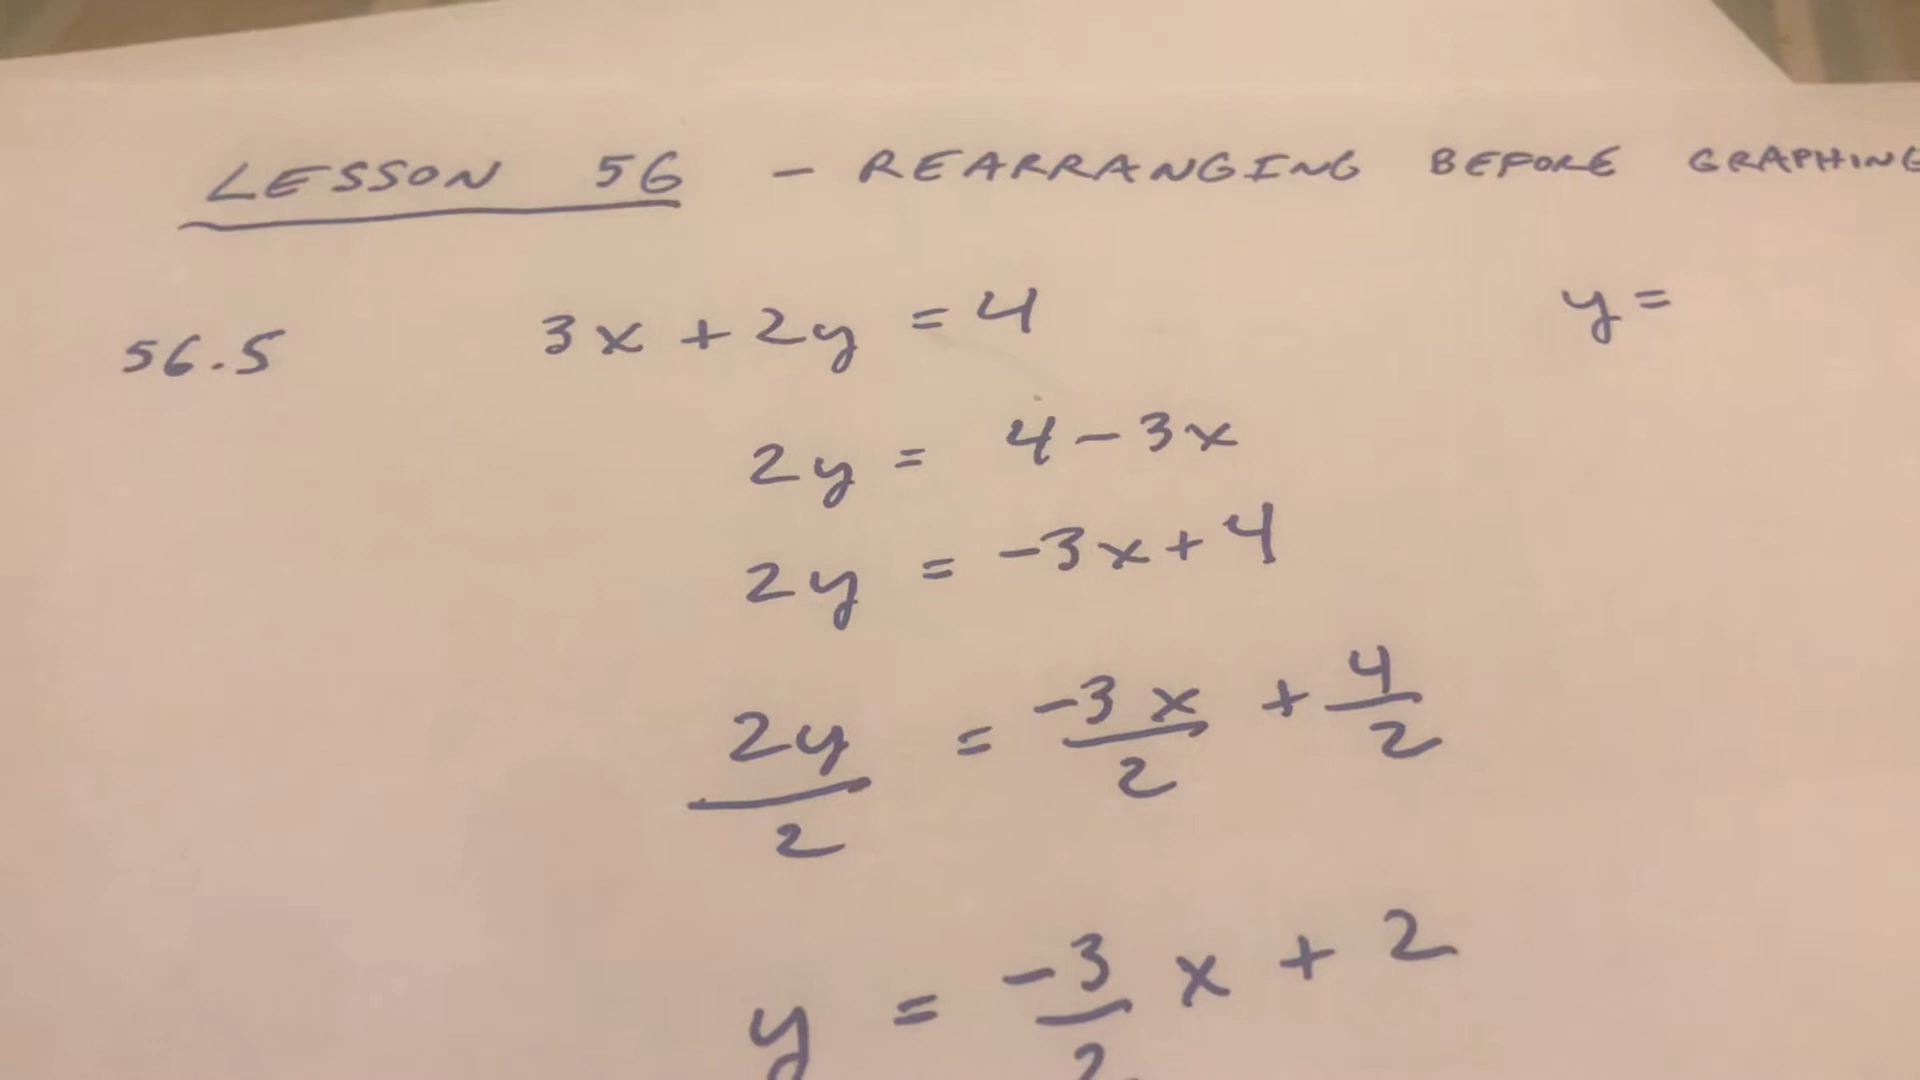 LESSON 56 - REARRANGING BEFORE GRAPHING
56.5 3x + 2y = 4 y =
2y = 4 - 3x
2y = -3x + 4
2y/2 = -3x/2 + 4/2
y = -3/2 x + 2